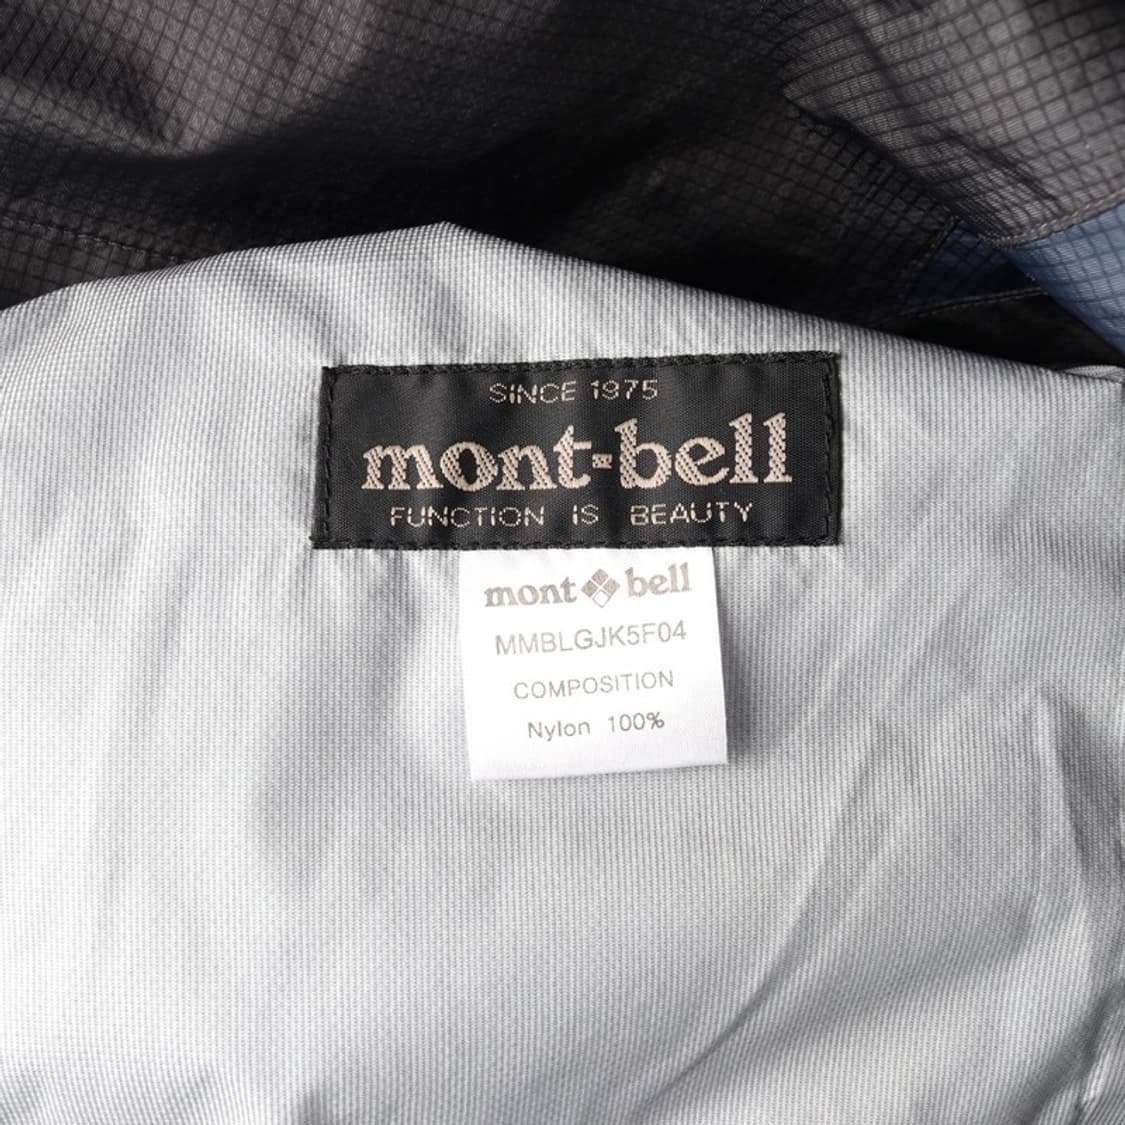 SINCE 1975
mont-bell
FUNCTION iS BEAUTY
mont bell
MMBLGJK5F04
COMPOSITION
Nylon 100%